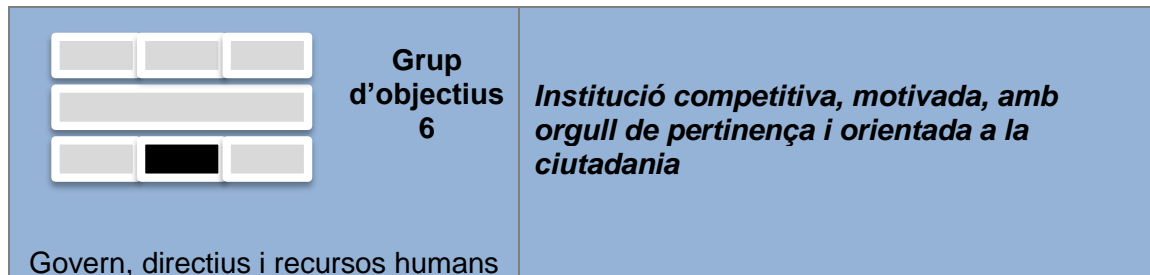 Grup
d’objectius
6
Institució competitiva, motivada, amb
orgull de pertinença i orientada a la
ciutadania
Govern, directius i recursos humans